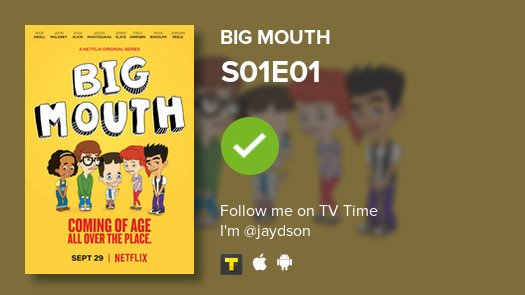 NICK JOHN JESSI JASON JENNY FRED MAYA JORDAN
KROLL MULANEY KLEIN MANTZOUKAS SLATE ARMISEN RUDOLPH PEELE
A NETFLIX ORIGINAL SERIES
BIG
MOUTH
COMING OF AGE
ALL OVER THE PLACE.
SEPT 29 | NETFLIX
BIG MOUTH
S01E01
Follow me on TV Time
I'm @jaydson